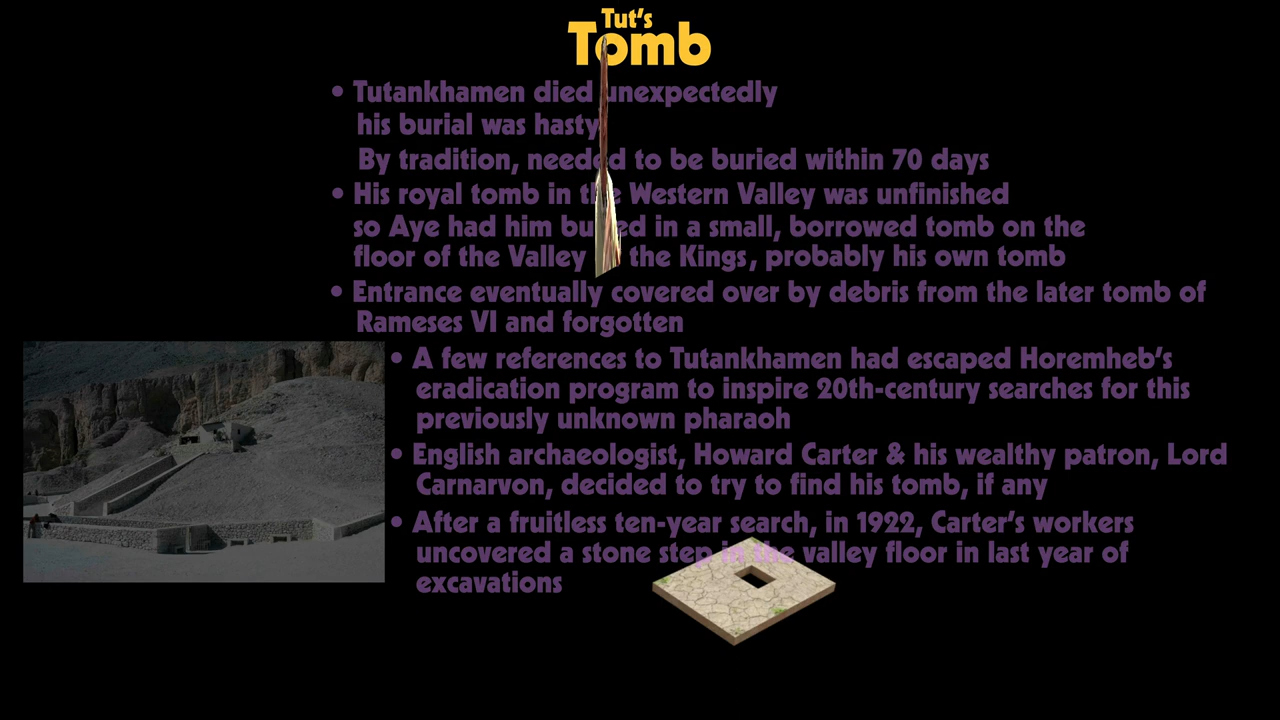 Tut's
Tomb
• Tutankhamen died unexpectedly
his burial was hasty
By tradition, needed to be buried within 70 days
• His royal tomb in the Western Valley was unfinished
so Aye had him buried in a small, borrowed tomb on the
floor of the Valley the Kings, probably his own tomb
• Entrance eventually covered over by debris from the later tomb of
Rameses VI and forgotten
• A few references to Tutankhamen had escaped Horemheb's
eradication program to inspire 20th-century searches for this
previously unknown pharaoh
• English archaeologist, Howard Carter & his wealthy patron, Lord
Carnarvon, decided to try to find his tomb, if any
• After a fruitless ten-year search, in 1922, Carter's workers
uncovered a stone step in the valley floor in last year of
excavations